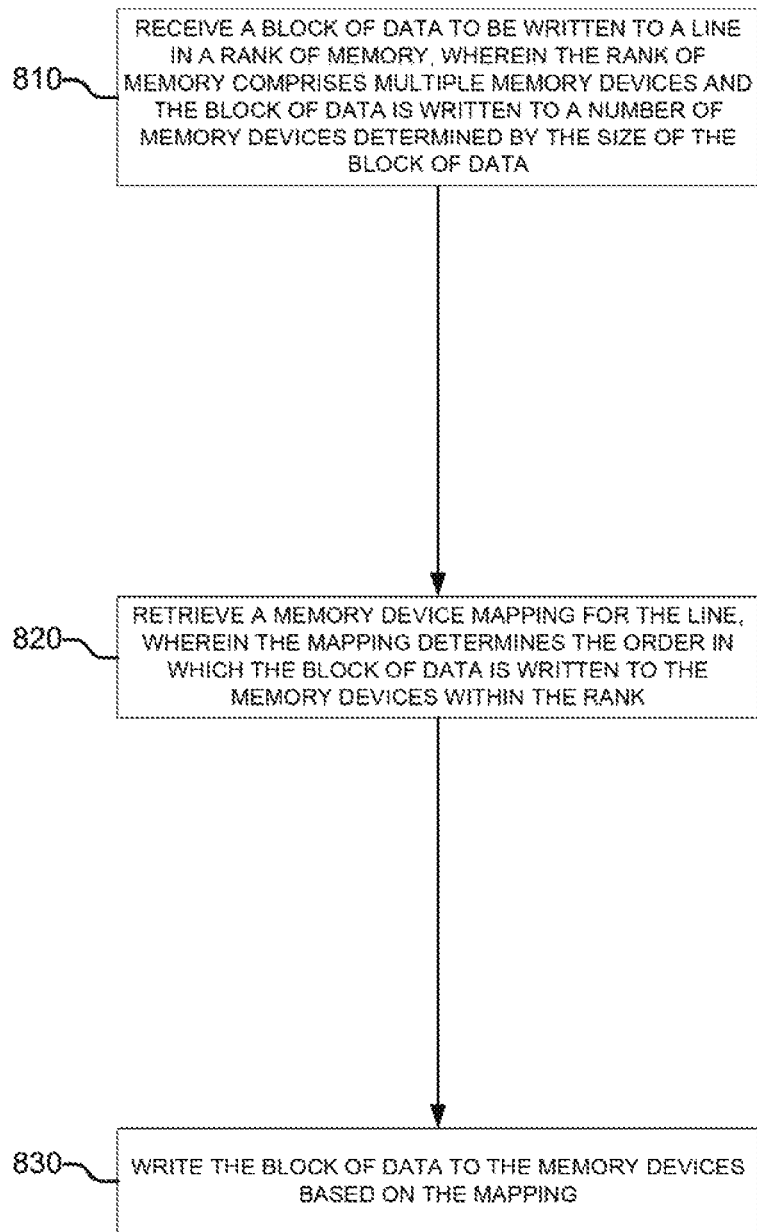 RECEIVE A BLOCK OF DATA TO BE WRITTEN TO A LINE
IN A RANK OF MEMORY, WHEREIN THE RANK OF
810 MEMORY COMPRISES MULTIPLE MEMORY DEVICES AND
THE BLOCK OF DATA IS WRITTEN TO A NUMBER OF
MEMORY DEVICES DETERMINED BY THE SIZE OF THE
BLOCK OF DATA
RETRIEVE A MEMORY DEVICE MAPPING FOR THE LINE,
820 WHEREIN THE MAPPING DETERMINES THE ORDER IN
WHICH THE BLOCK OF DATA IS WRITTEN TO THE
MEMORY DEVICES WITHIN THE RANK
830 WRITE THE BLOCK OF DATA TO THE MEMORY DEVICES
BASED ON THE MAPPING